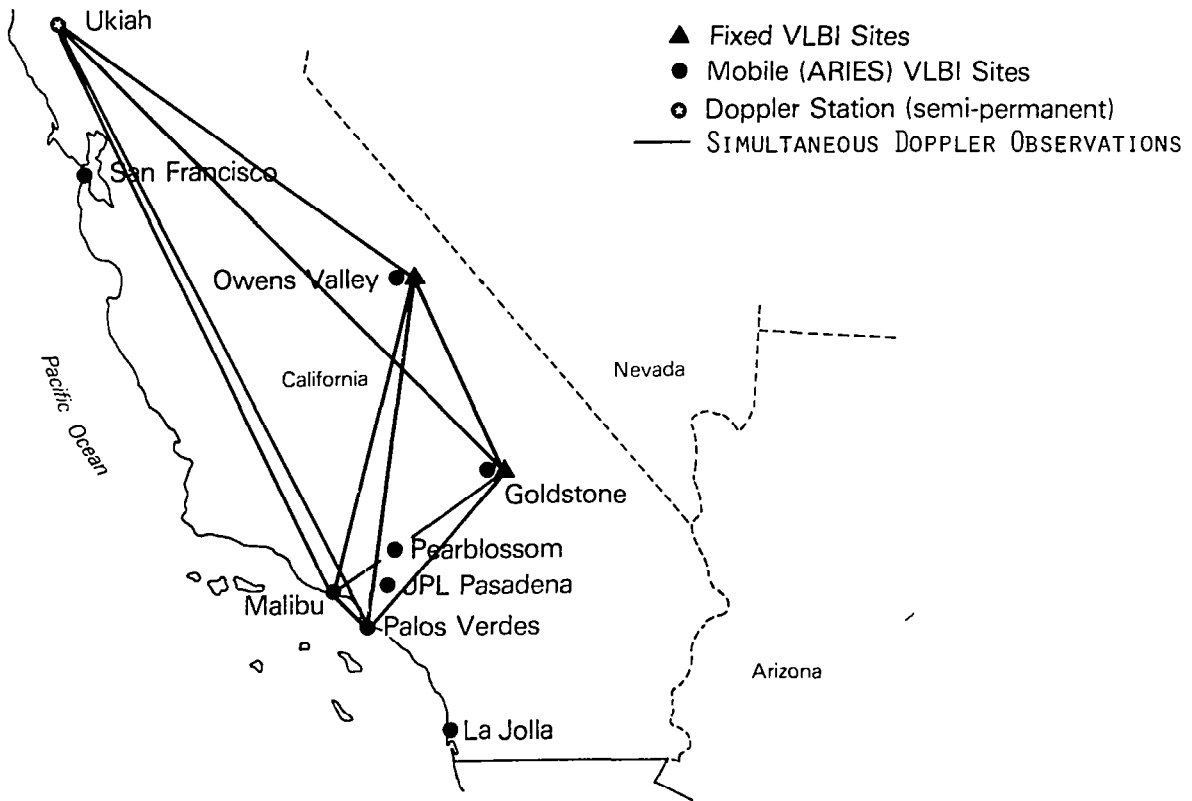 Ukiah
Fixed VLBI Sites
Mobile (ARIES) VLBI Sites
Doppler Station (semi-permanent)
SIMULTANEOUS DOPPLER OBSERVATIONS
San Francisco
Owens Valley
Pacific Ocean
California
Nevada
Goldstone
Pearblossom
JPL Pasadena
Malibu
Palos Verdes
Arizona
La Jolla